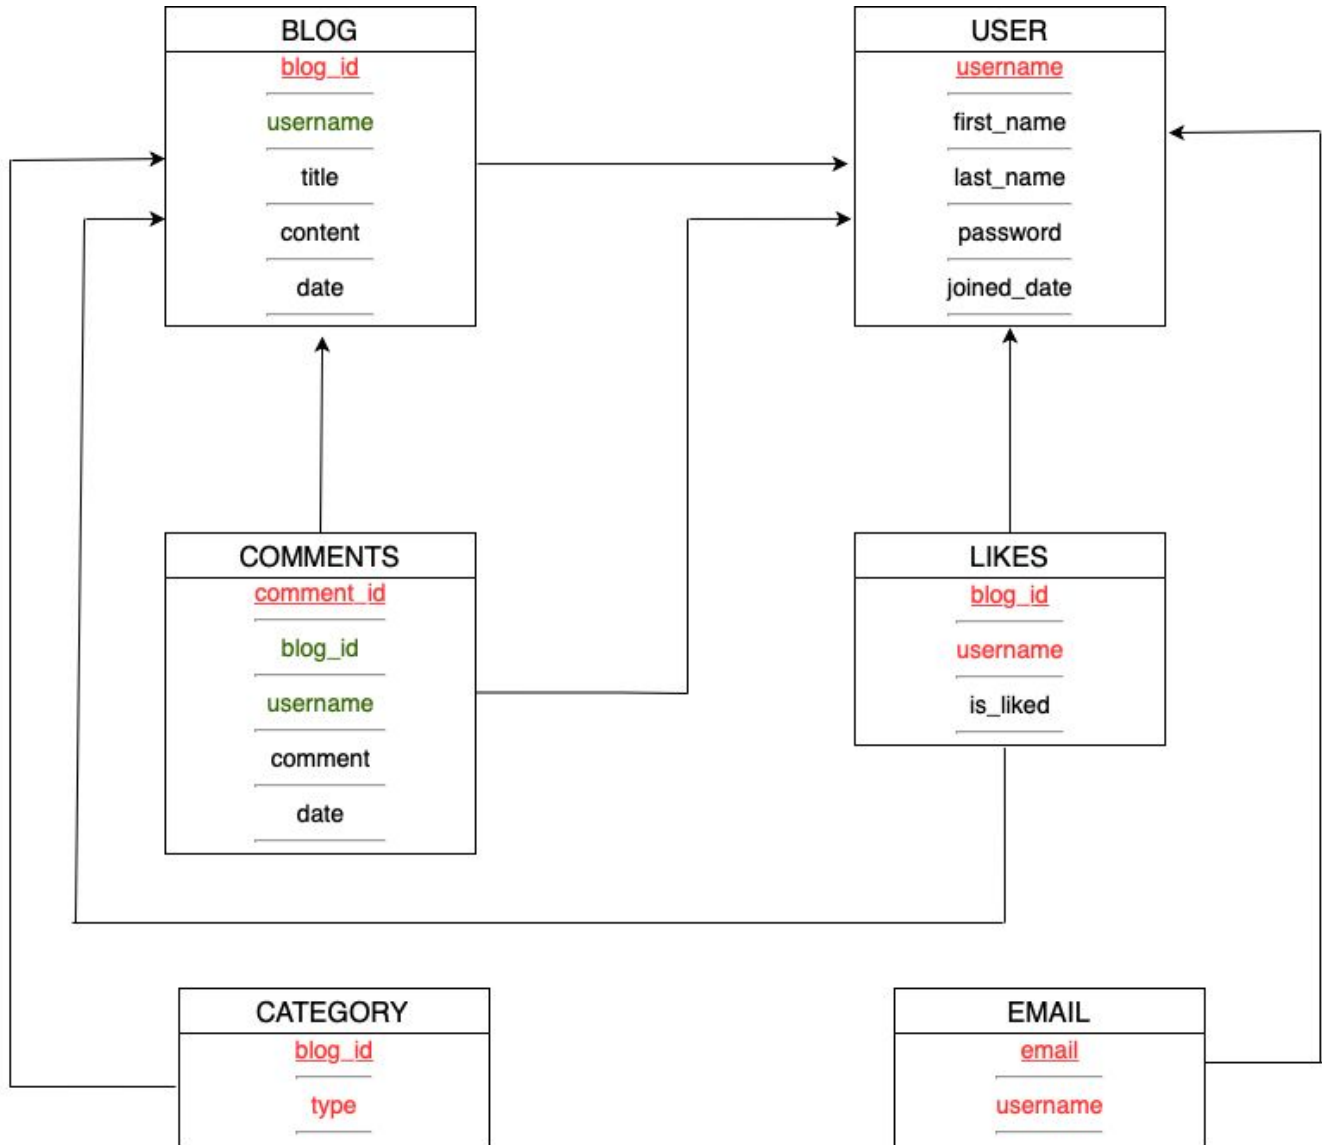 BLOG
blog_id
username
title
content
date
USER
username
first_name
last_name
password
joined_date
COMMENTS
comment_id
blog_id
username
comment
date
LIKES
blog_id
username
is_liked
CATEGORY
blog_id
type
EMAIL
email
username